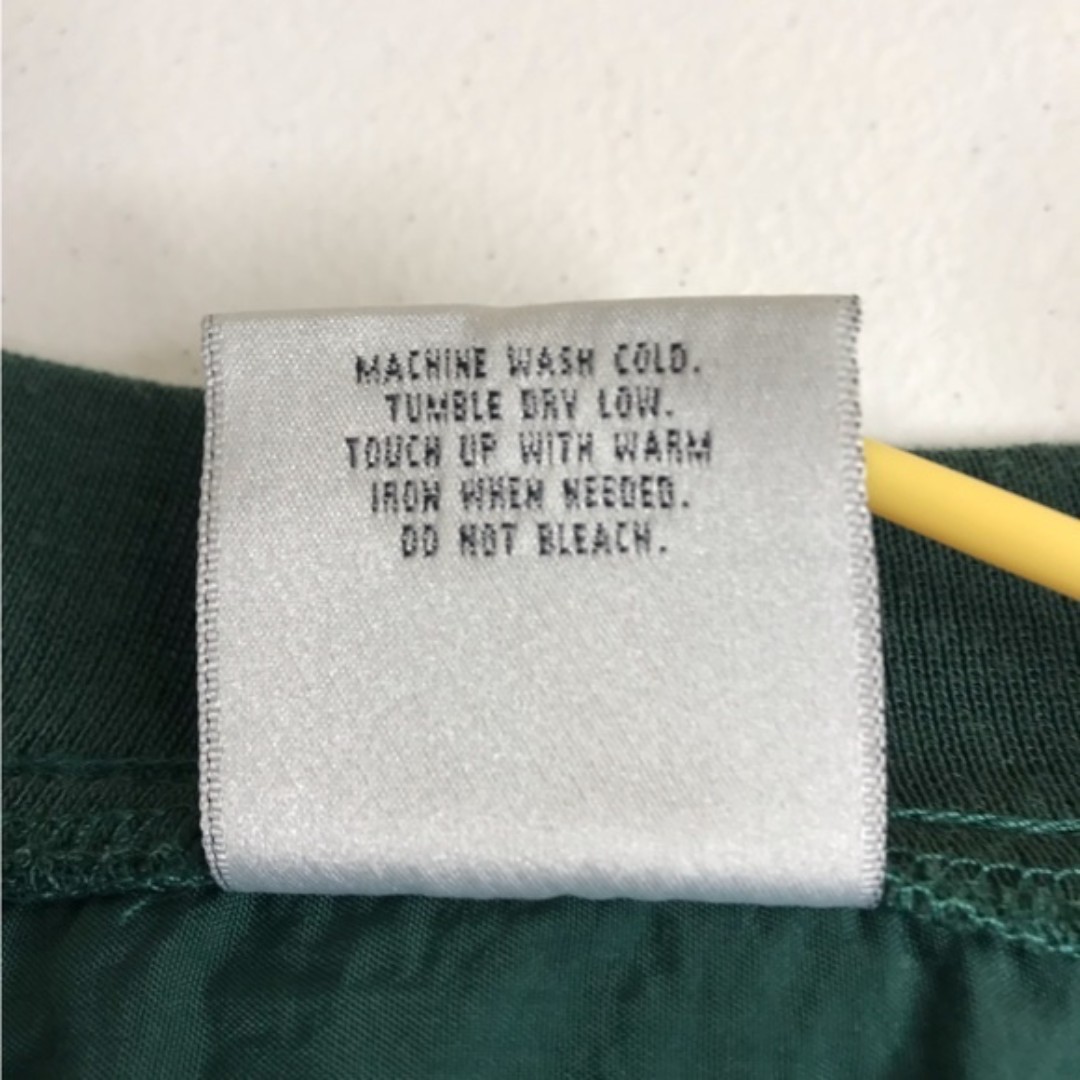 MACHINE WASH COLD.
TUMBLE DRY LOW.
TOUCH UP WITH WARM
IRON WHEN NEEDED.
DO NOT BLEACH.